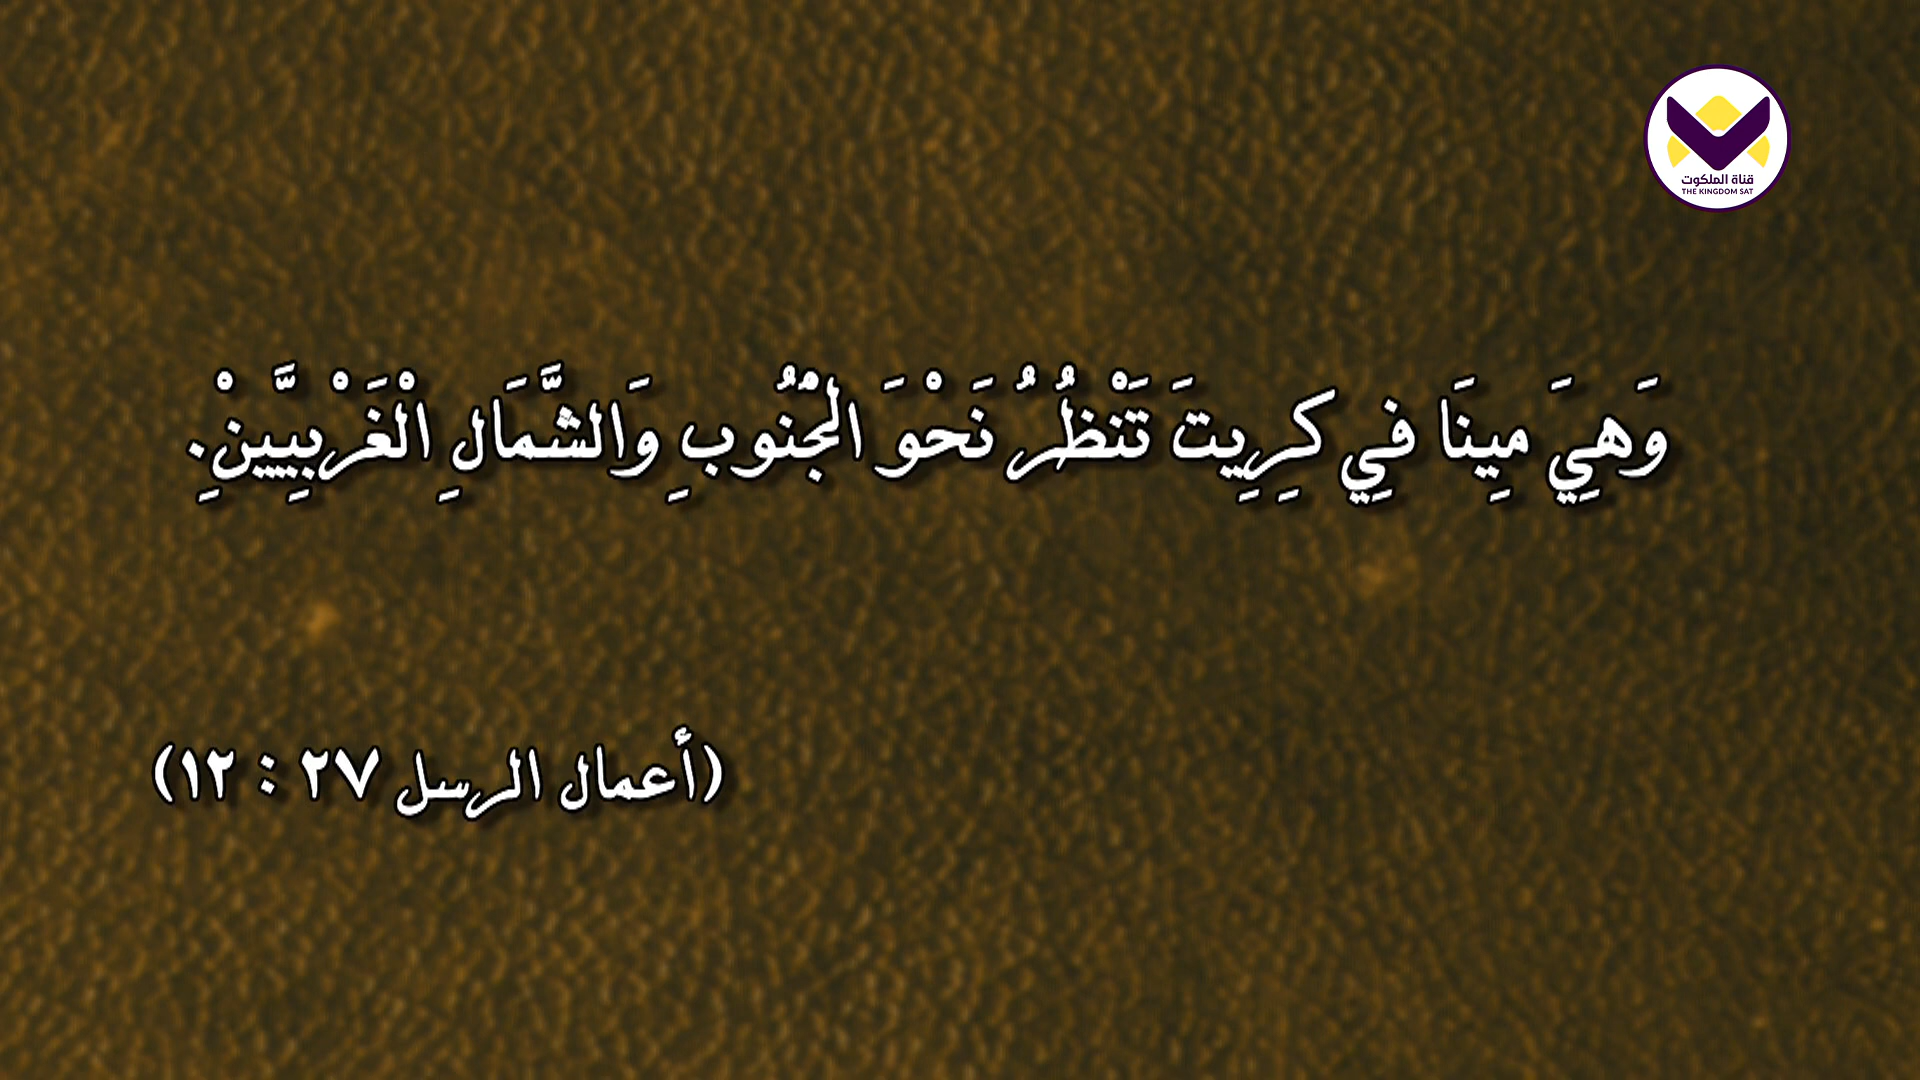 قناة الملكوت
THE KINGDOM SAT
وَهِيَ مِينَا فِي كِرِيتَ تَنْظُرُ نَحْوَ الْجُنُوبِ وَالشَّمَالِ الْغَرْبِيَّيْنِ.
(أعمال الرسل ٢٧ : ١٢)